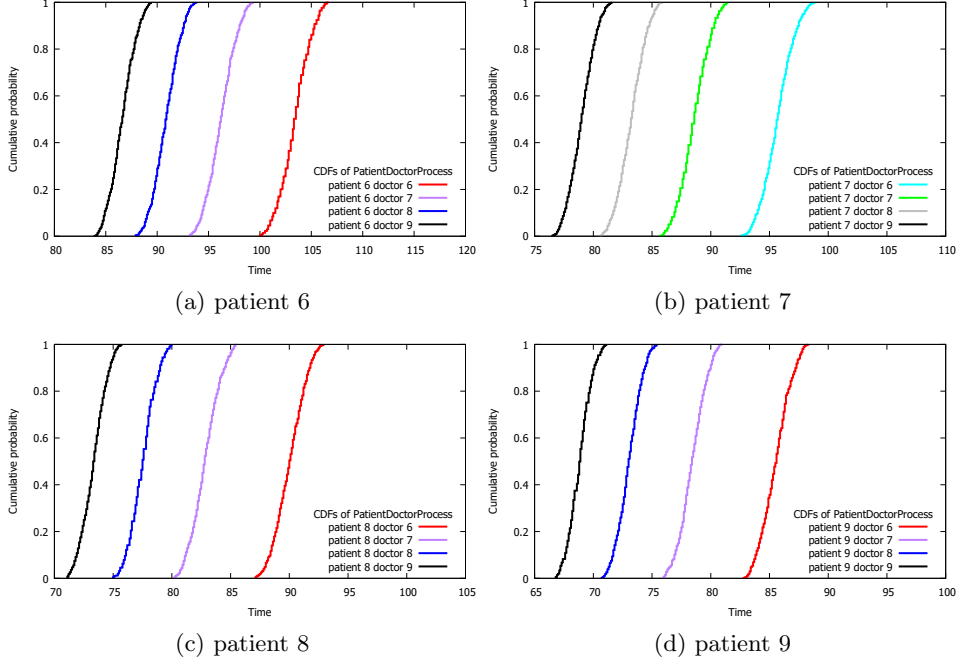 Cumulative probability
1
0.8
0.6
0.4
0.2
0
80 85 90 95 100 105 110 115 120
Time
CDFs of PatientDoctorProcess
patient 6 doctor 6
patient 6 doctor 7
patient 6 doctor 8
patient 6 doctor 9
(a) patient 6
Cumulative probability
1
0.8
0.6
0.4
0.2
0
75 80 85 90 95 100 105 110
Time
CDFs of PatientDoctorProcess
patient 7 doctor 6
patient 7 doctor 7
patient 7 doctor 8
patient 7 doctor 9
(b) patient 7
Cumulative probability
1
0.8
0.6
0.4
0.2
0
70 75 80 85 90 95 100 105
Time
CDFs of PatientDoctorProcess
patient 8 doctor 6
patient 8 doctor 7
patient 8 doctor 8
patient 8 doctor 9
(c) patient 8
Cumulative probability
1
0.8
0.6
0.4
0.2
0
65 70 75 80 85 90 95 100
Time
CDFs of PatientDoctorProcess
patient 9 doctor 6
patient 9 doctor 7
patient 9 doctor 8
patient 9 doctor 9
(d) patient 9